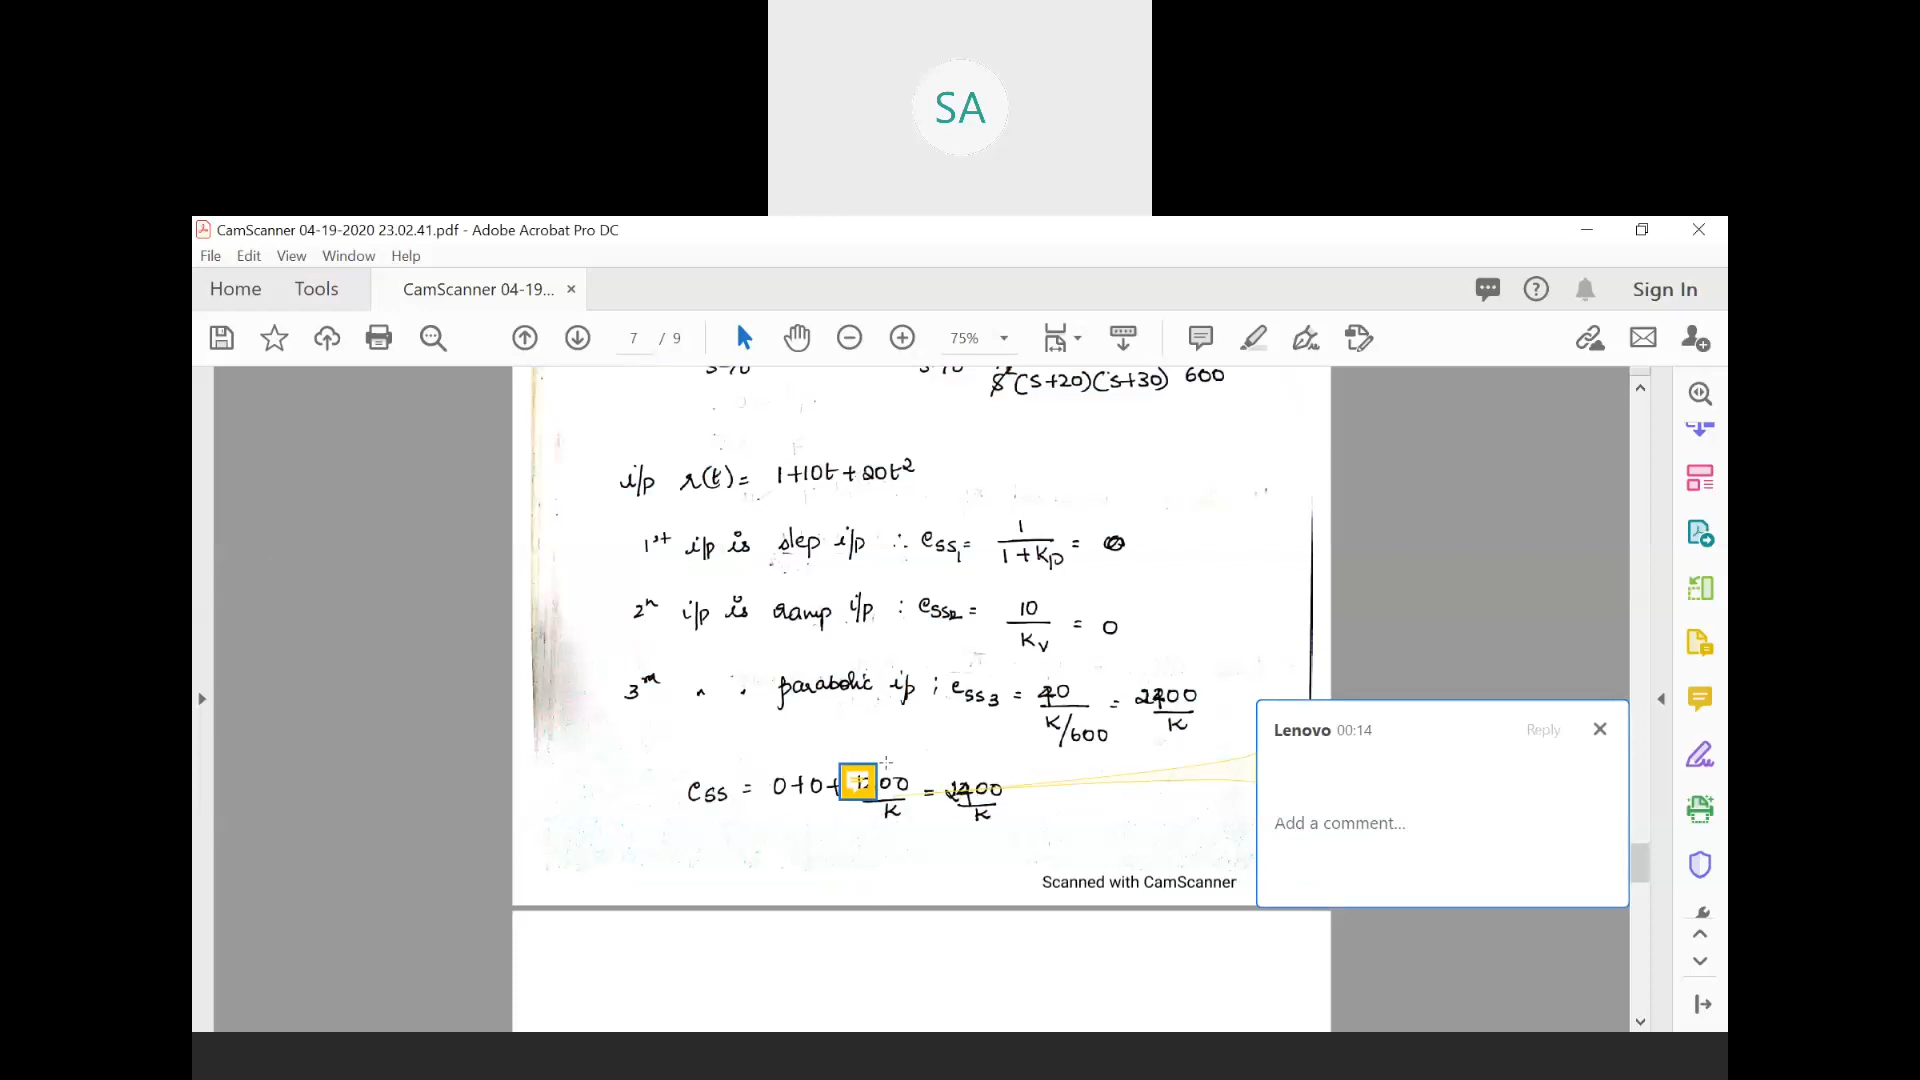 SA
CamScanner 04-19-2020 23.02.41.pdf - Adobe Acrobat Pro DC
File Edit View Window Help
Home Tools CamScanner 04-19... × Sign In
7 / 9 75%
s²(s+20)(s+30) 600
i/p r(t) = 1+10t+20t²
1st i/p is step i/p ∴ ess1 = 1/(1+Kp) = 0
2n i/p is ramp i/p : ess2 = 10/Kv = 0
parabolic i/p ; ess3 = 40/(K/600) = 2400/K
ess = 0+0+ 00/K = 2400/K
Lenovo 00:14 Reply
Add a comment...
Scanned with CamScanner